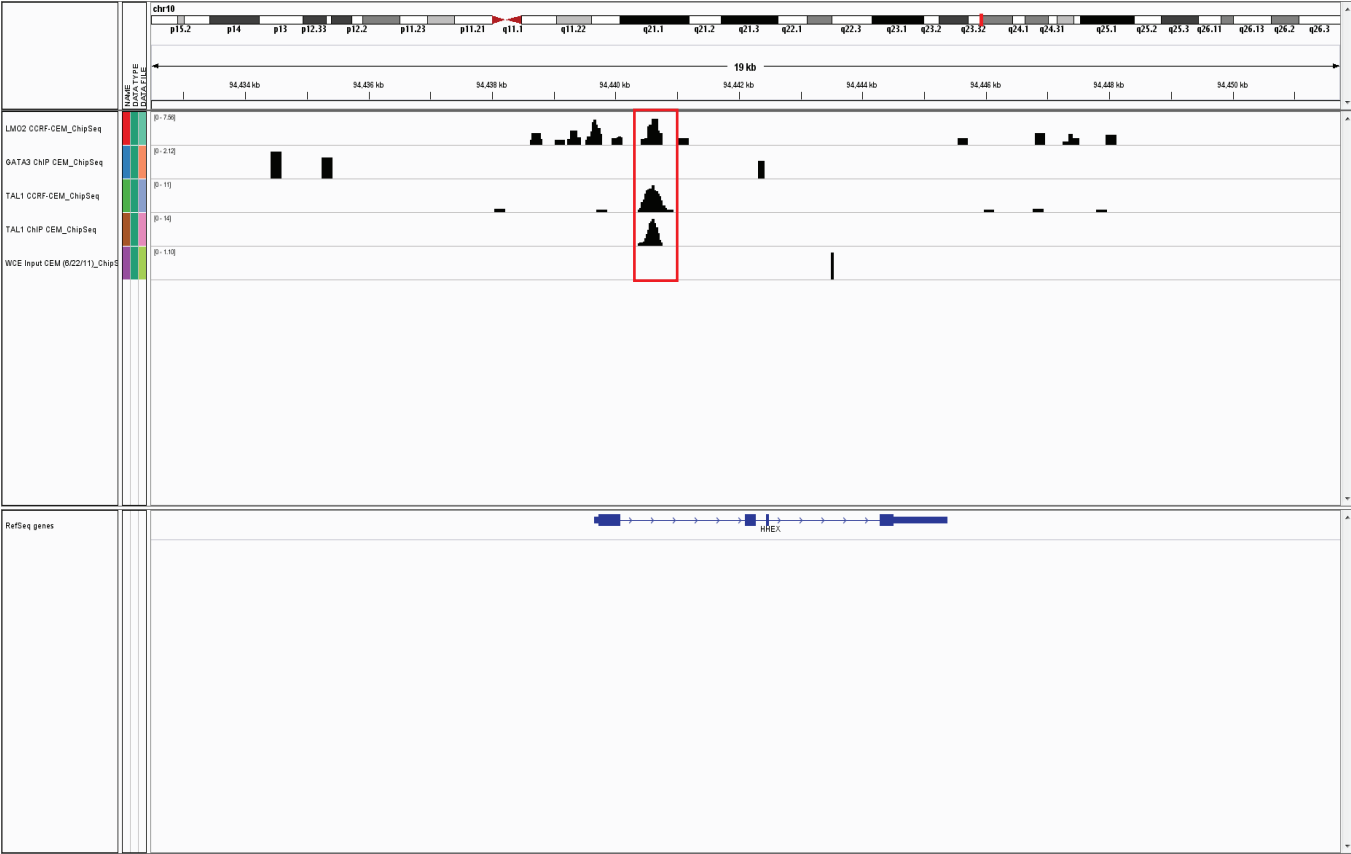 chr10
p15.2 p14 p13 p12.33 p12.2 p11.23 p11.21 q11.1 q11.22 q21.1 q21.2 q21.3 q22.1 q22.3 q23.1 q23.2 q23.32 q24.1 q24.31 q25.1 q25.2 q25.3 q26.11 q26.13 q26.2 q26.3
19 kb
94,434 kb 94,436 kb 94,438 kb 94,440 kb 94,442 kb 94,444 kb 94,446 kb 94,448 kb 94,450 kb
NAME
DATA TYPE
DATA FILE
LMO2 CCRF-CEM_ChipSeq
[0 - 7.56]
GATA3 ChIP CEM_ChipSeq
[0 - 2.12]
TAL1 CCRF-CEM_ChipSeq
[0 - 11]
TAL1 ChIP CEM_ChipSeq
[0 - 14]
WCE Input CEM (6/22/11)_ChipS
[0 - 1.10]
RefSeq genes
HHEX